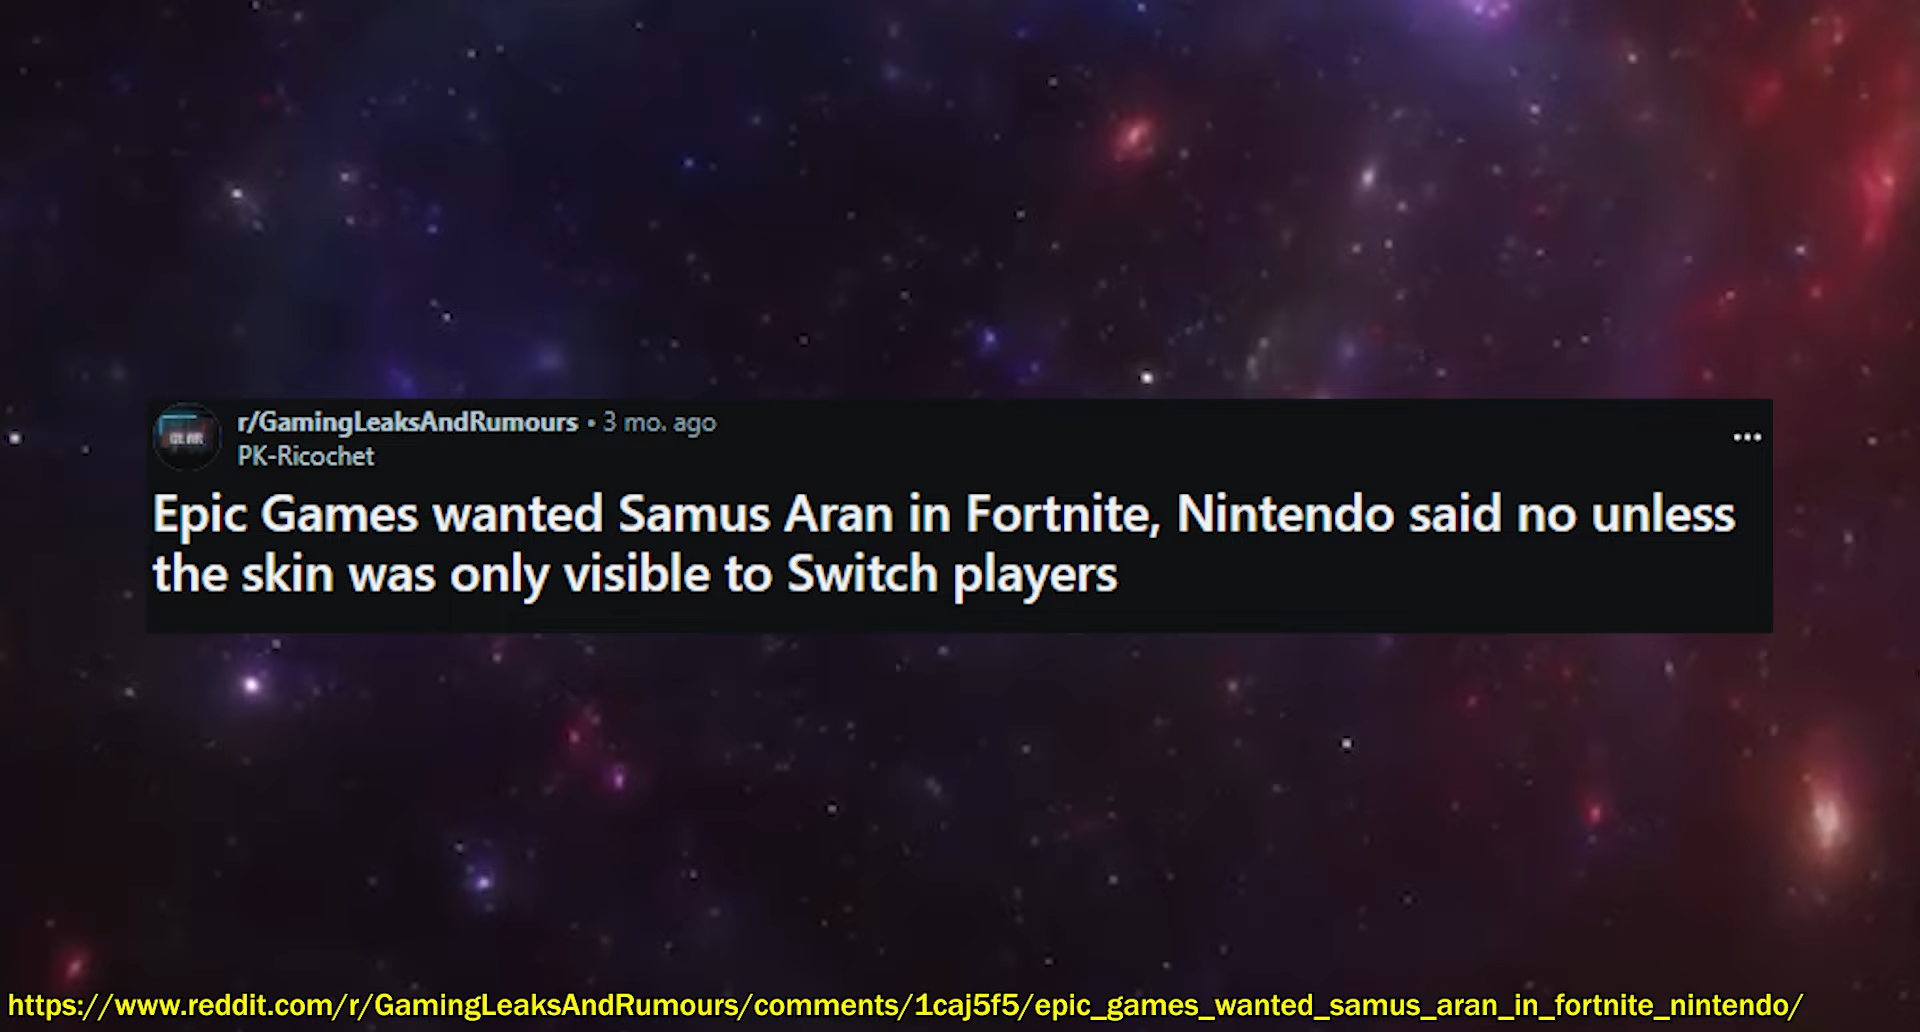 r/GamingLeaksAndRumours • 3 mo. ago
PK-Ricochet
Epic Games wanted Samus Aran in Fortnite, Nintendo said no unless
the skin was only visible to Switch players
https://www.reddit.com/r/GamingLeaksAndRumours/comments/1caj5f5/epic_games_wanted_samus_aran_in_fortnite_nintendo/